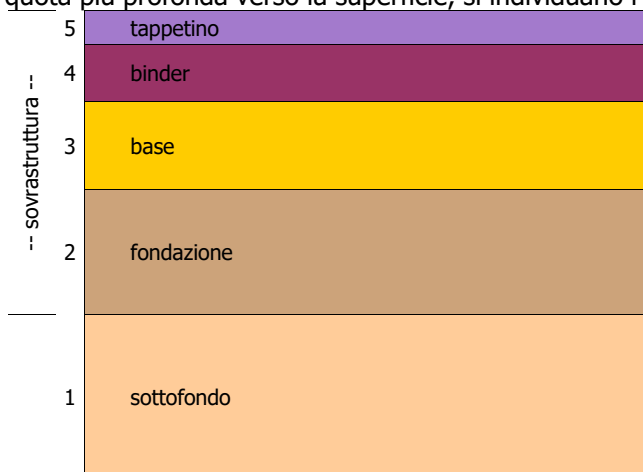 quota più profonda verso la superficie, si individuano
5 tappetino
4 binder
3 base
-- sovrastruttura --
2 fondazione
1 sottofondo